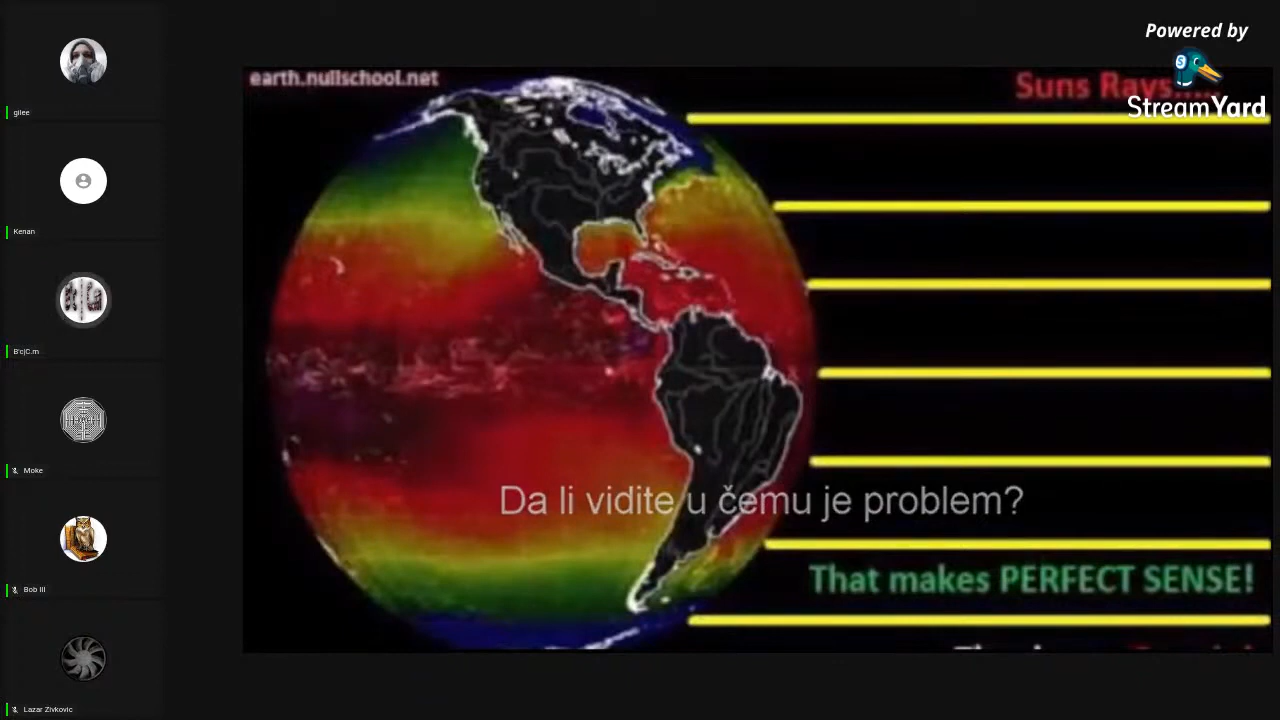 Powered by
StreamYard
earth.nullschool.net
Suns Rays....
Da li vidite u čemu je problem?
That makes PERFECT SENSE!
gilee
Kenan
B'c|C.m
Moke
Bob III
Lazar Zivkovic